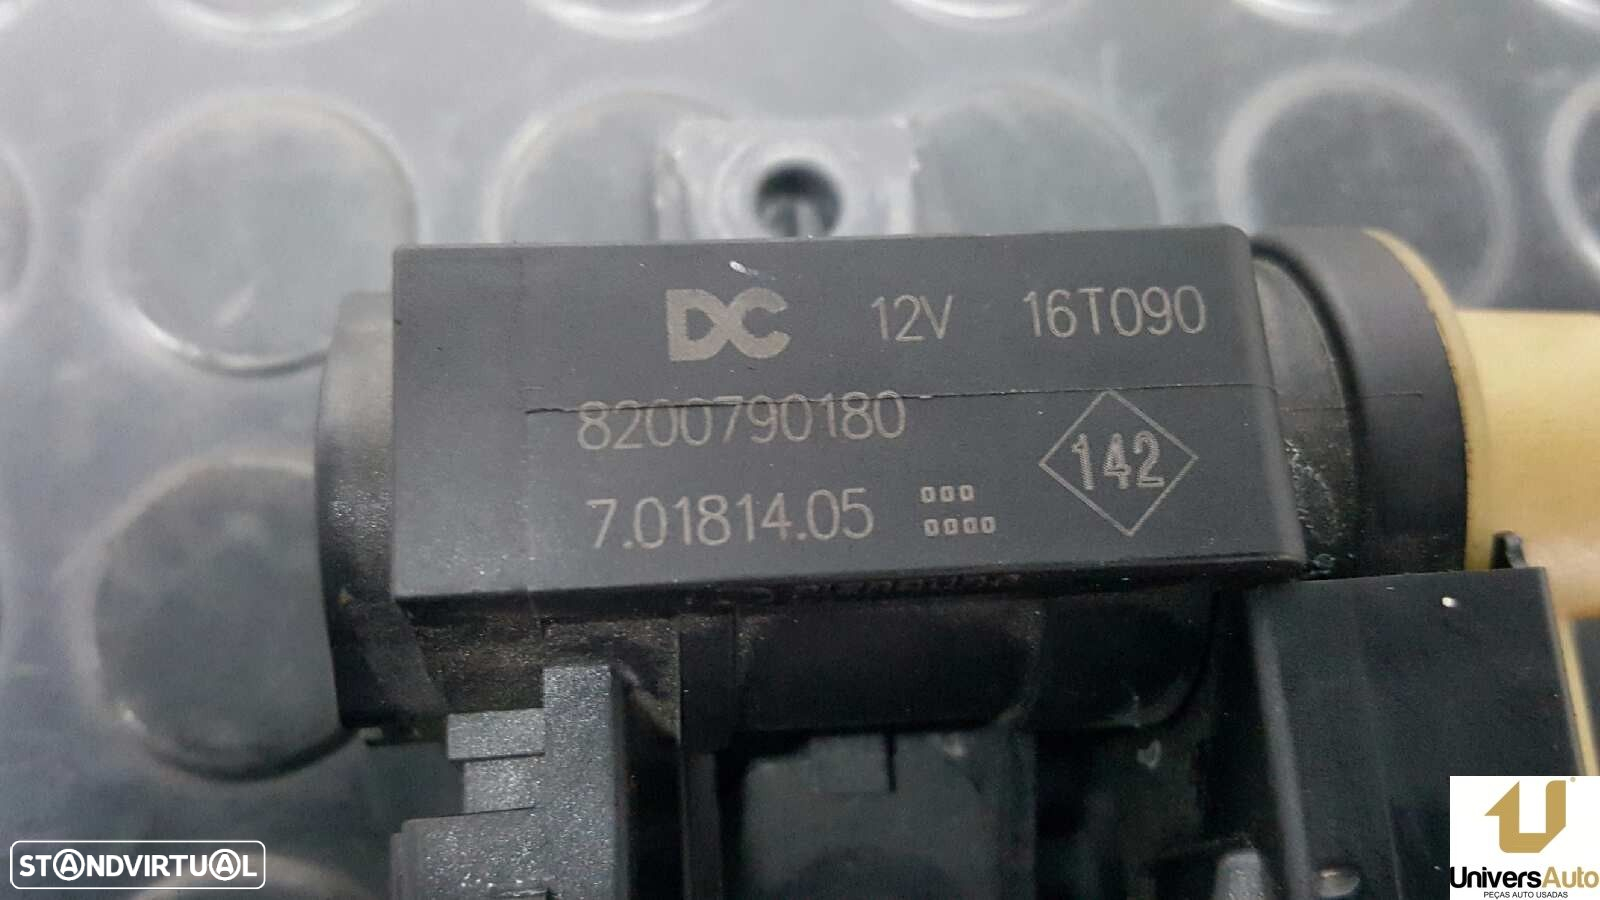 DC 12V 16T090
8200790180
7.01814.05
142
STANDVIRTUAL
UniversAuto
PEÇAS AUTO USADAS